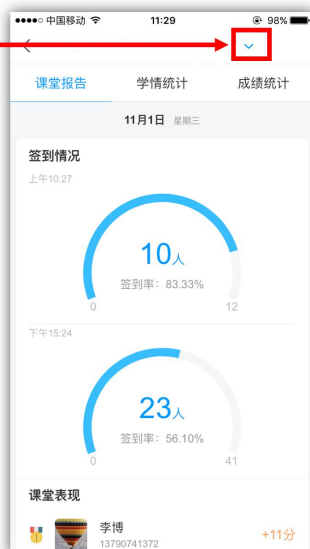 中国移动 11:29 98%
课堂报告 学情统计 成绩统计
11月1日 星期三
签到情况
上午10:27
10人
签到率：83.33%
0 12
下午15:24
23人
签到率：56.10%
0 41
课堂表现
李博
13790741372
+11分